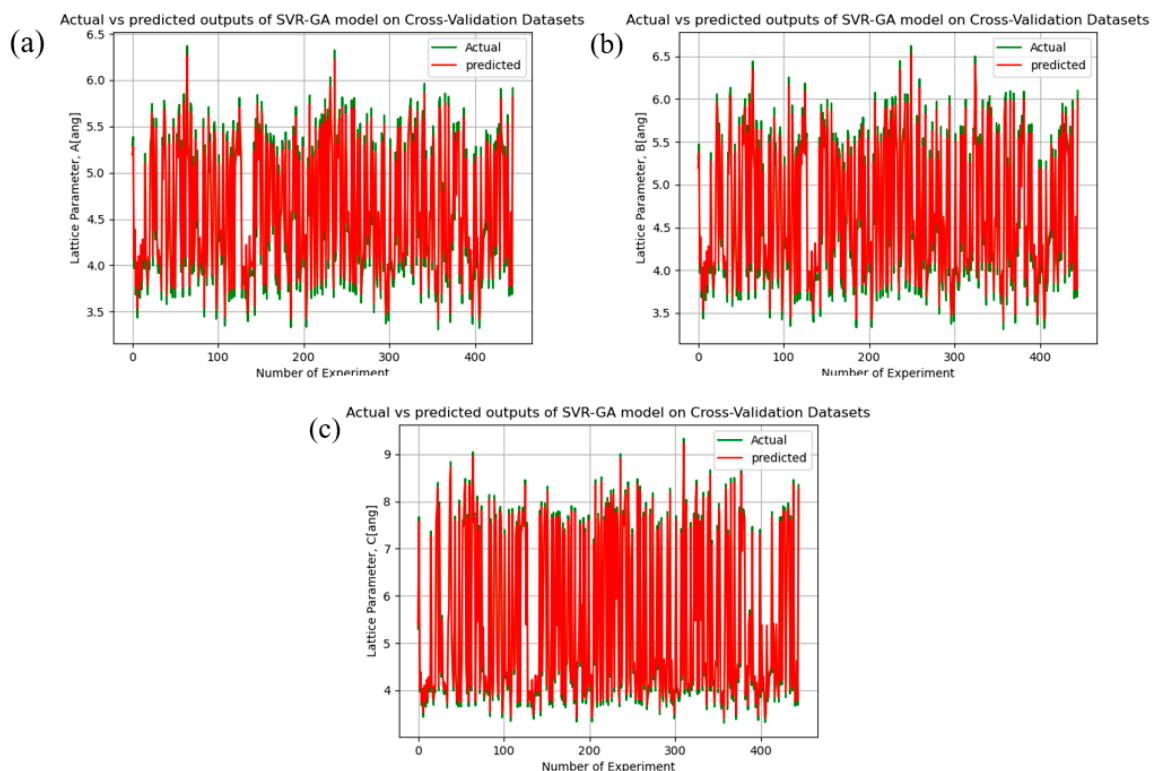 (a)
Actual vs predicted outputs of SVR-GA model on Cross-Validation Datasets
Lattice Parameter, A[ang]
6.5
6.0
5.5
5.0
4.5
4.0
3.5
0 100 200 300 400
Number of Experiment
Actual
predicted
(b)
Actual vs predicted outputs of SVR-GA model on Cross-Validation Datasets
Lattice Parameter, B[ang]
6.5
6.0
5.5
5.0
4.5
4.0
3.5
0 100 200 300 400
Number of Experiment
Actual
predicted
(c)
Actual vs predicted outputs of SVR-GA model on Cross-Validation Datasets
Lattice Parameter, C[ang]
9
8
7
6
5
4
0 100 200 300 400
Number of Experiment
Actual
predicted